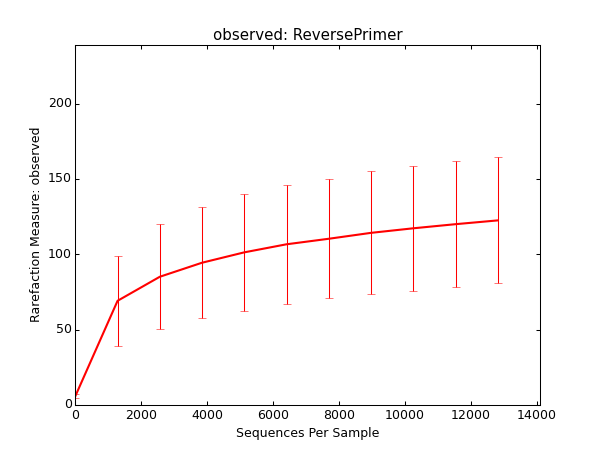 observed: ReversePrimer
Rarefaction Measure: observed
200
150
100
50
0
0 2000 4000 6000 8000 10000 12000 14000
Sequences Per Sample